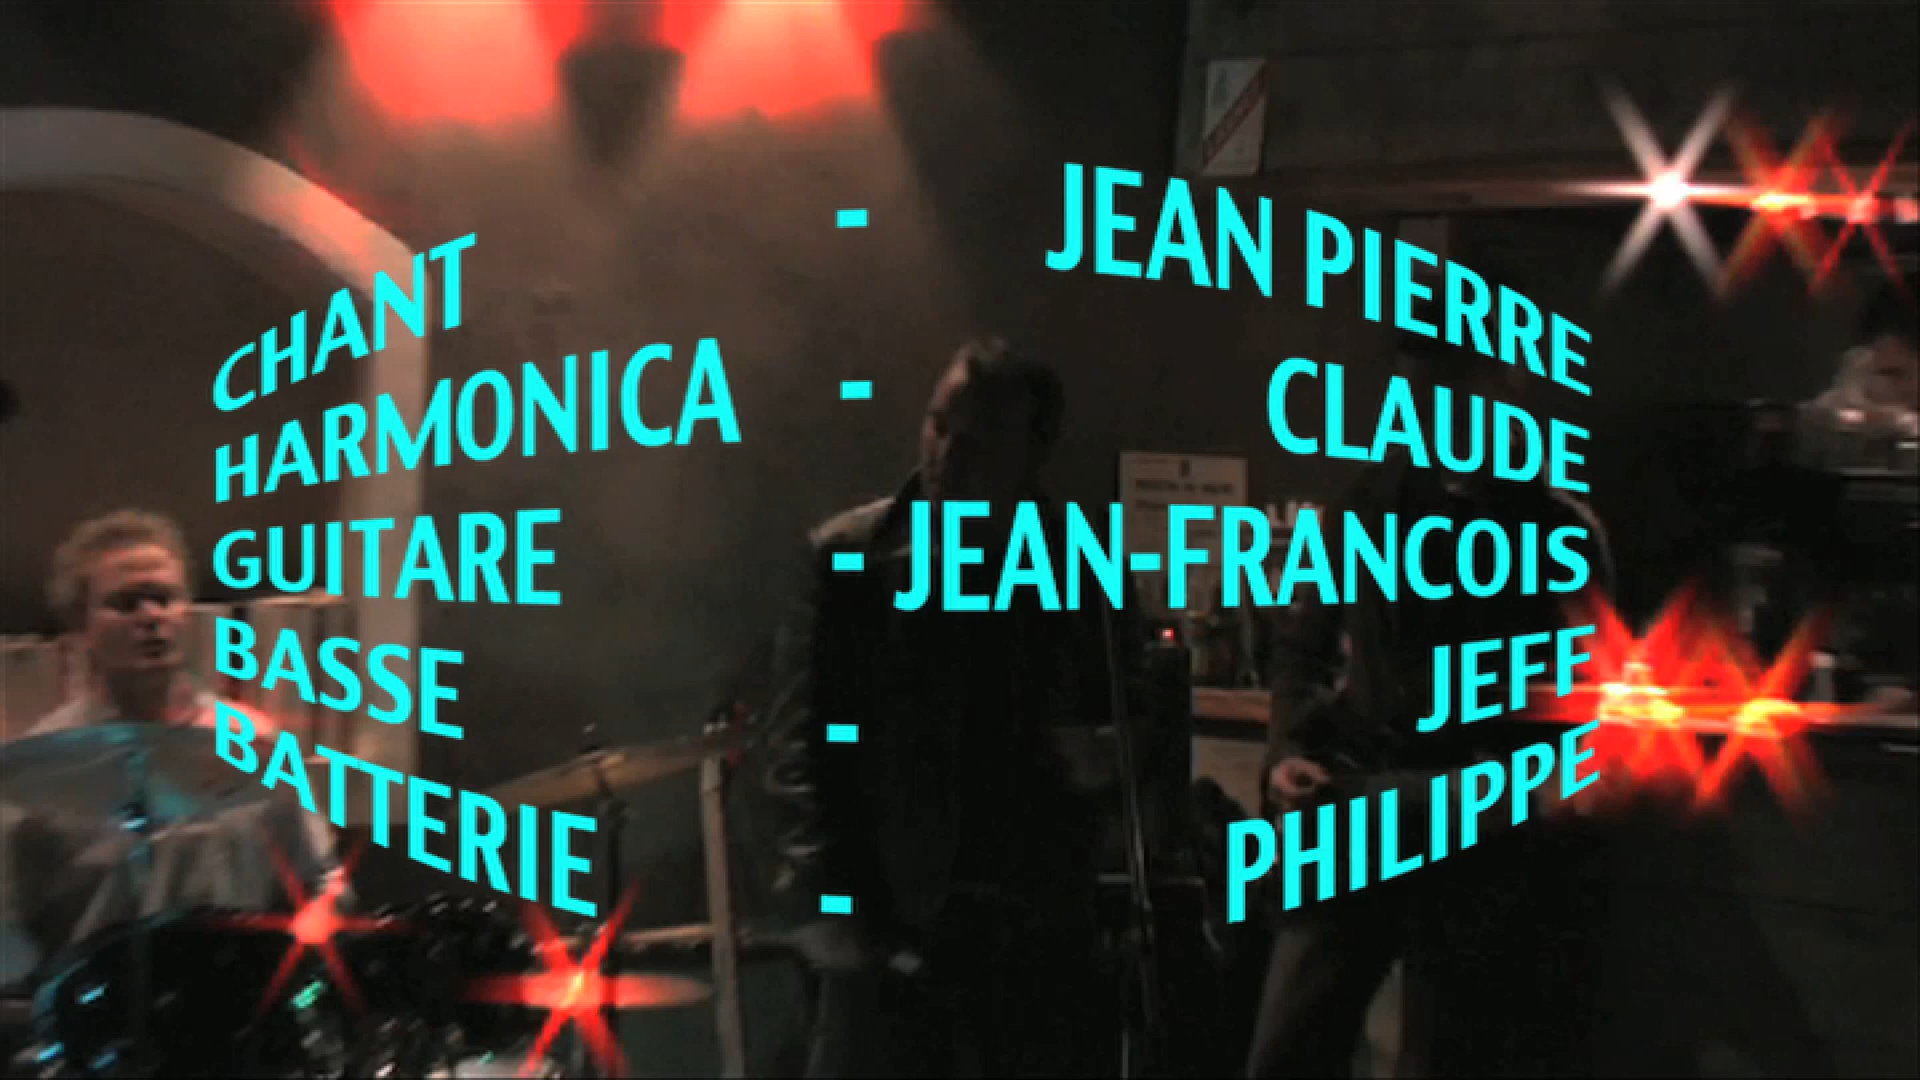 CHANT - JEAN PIERRE
HARMONICA - CLAUDE
GUITARE - JEAN-FRANCOIS
BASSE - JEFF
BATTERIE - PHILIPPE